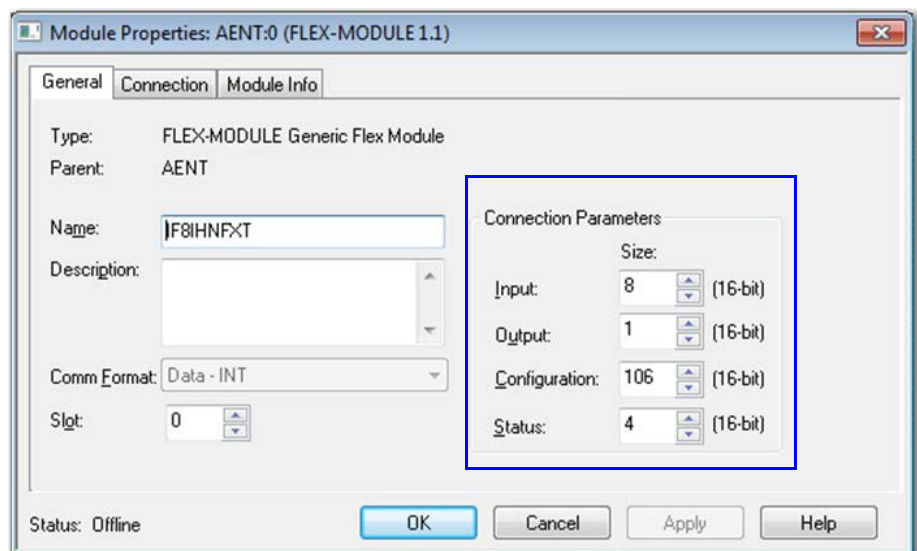 Module Properties: AENT:0 (FLEX-MODULE 1.1)
General Connection Module Info
Type: FLEX-MODULE Generic Flex Module
Parent: AENT
Name: IF8IHNFXT
Description:
Comm Format: Data - INT
Slot: 0
Connection Parameters
Size:
Input: 8 (16-bit)
Output: 1 (16-bit)
Configuration: 106 (16-bit)
Status: 4 (16-bit)
Status: Offline
OK Cancel Apply Help